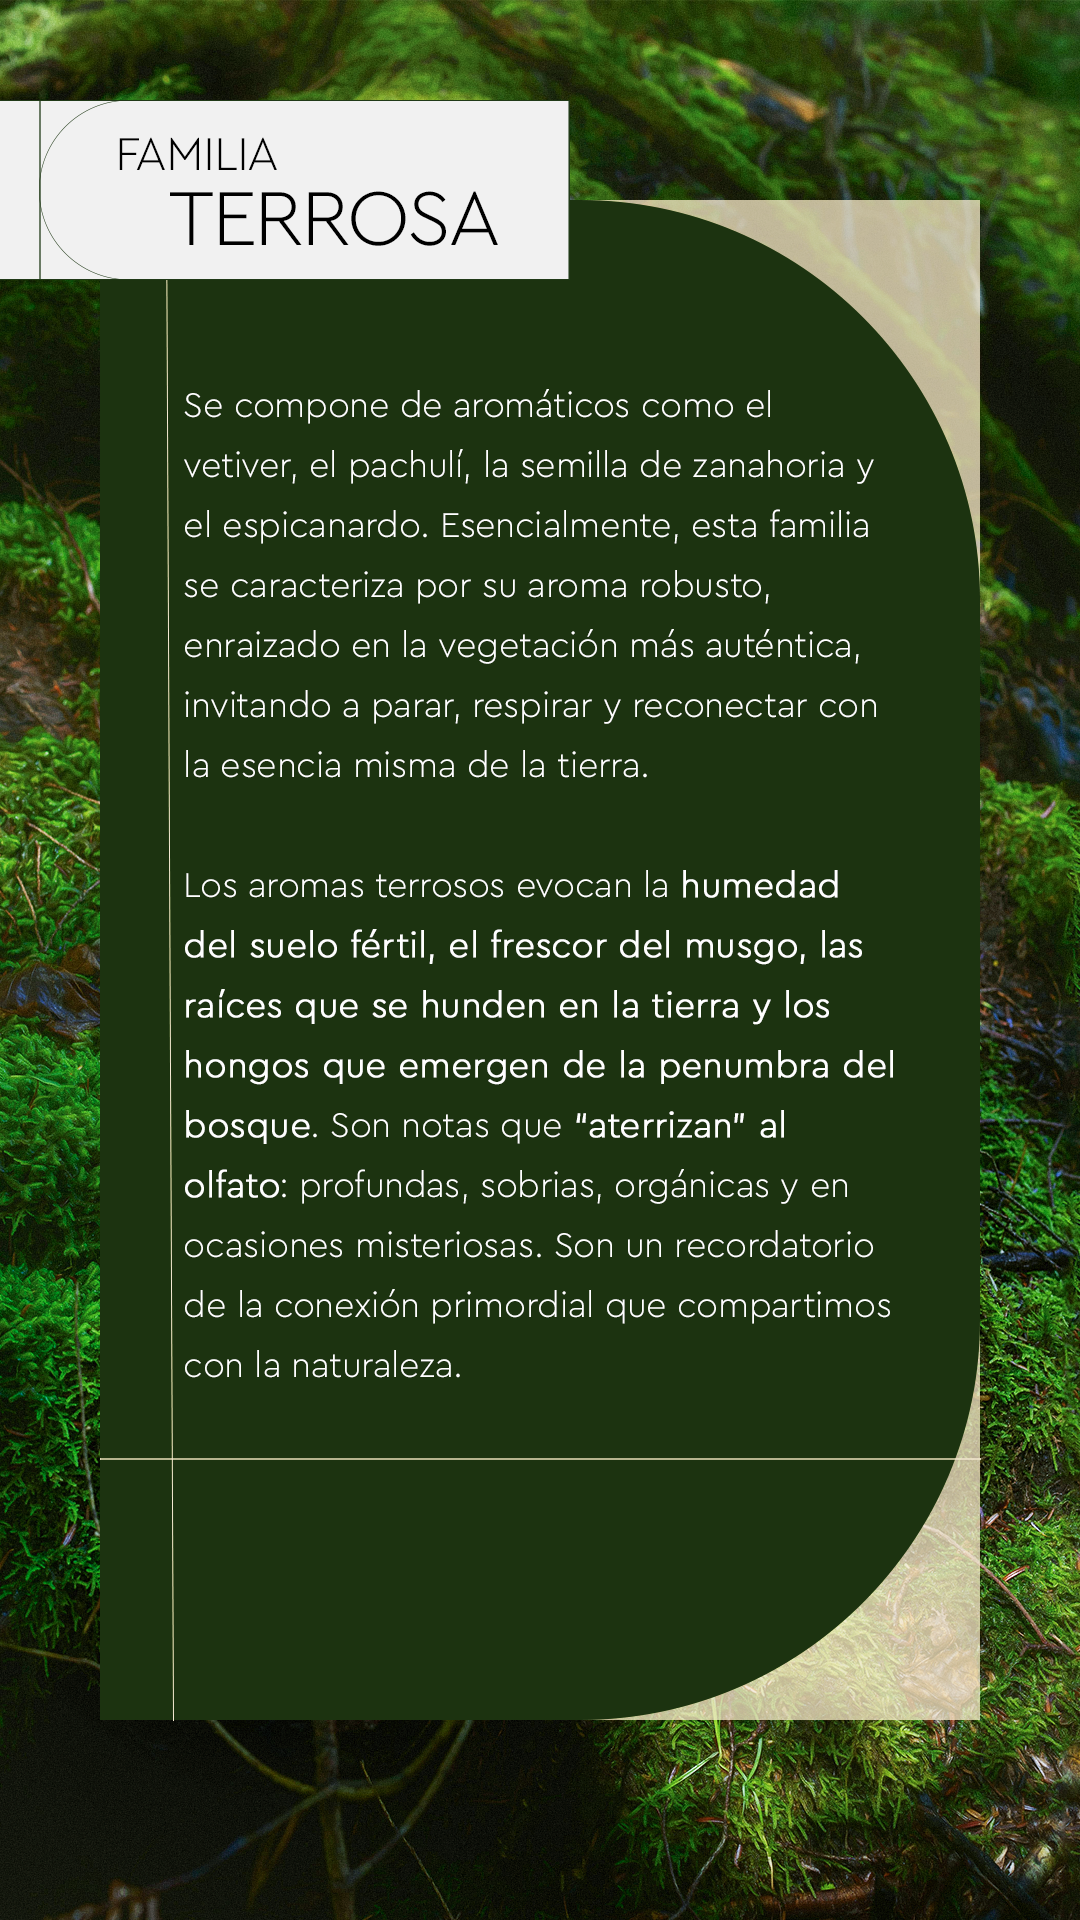 FAMILIA
TERROSA
Se compone de aromáticos como el
vetiver, el pachulí, la semilla de zanahoria y
el espicanardo. Esencialmente, esta familia
se caracteriza por su aroma robusto,
enraizado en la vegetación más auténtica,
invitando a parar, respirar y reconectar con
la esencia misma de la tierra.
Los aromas terrosos evocan la humedad
del suelo fértil, el frescor del musgo, las
raíces que se hunden en la tierra y los
hongos que emergen de la penumbra del
bosque. Son notas que “aterrizan” al
olfato: profundas, sobrias, orgánicas y en
ocasiones misteriosas. Son un recordatorio
de la conexión primordial que compartimos
con la naturaleza.